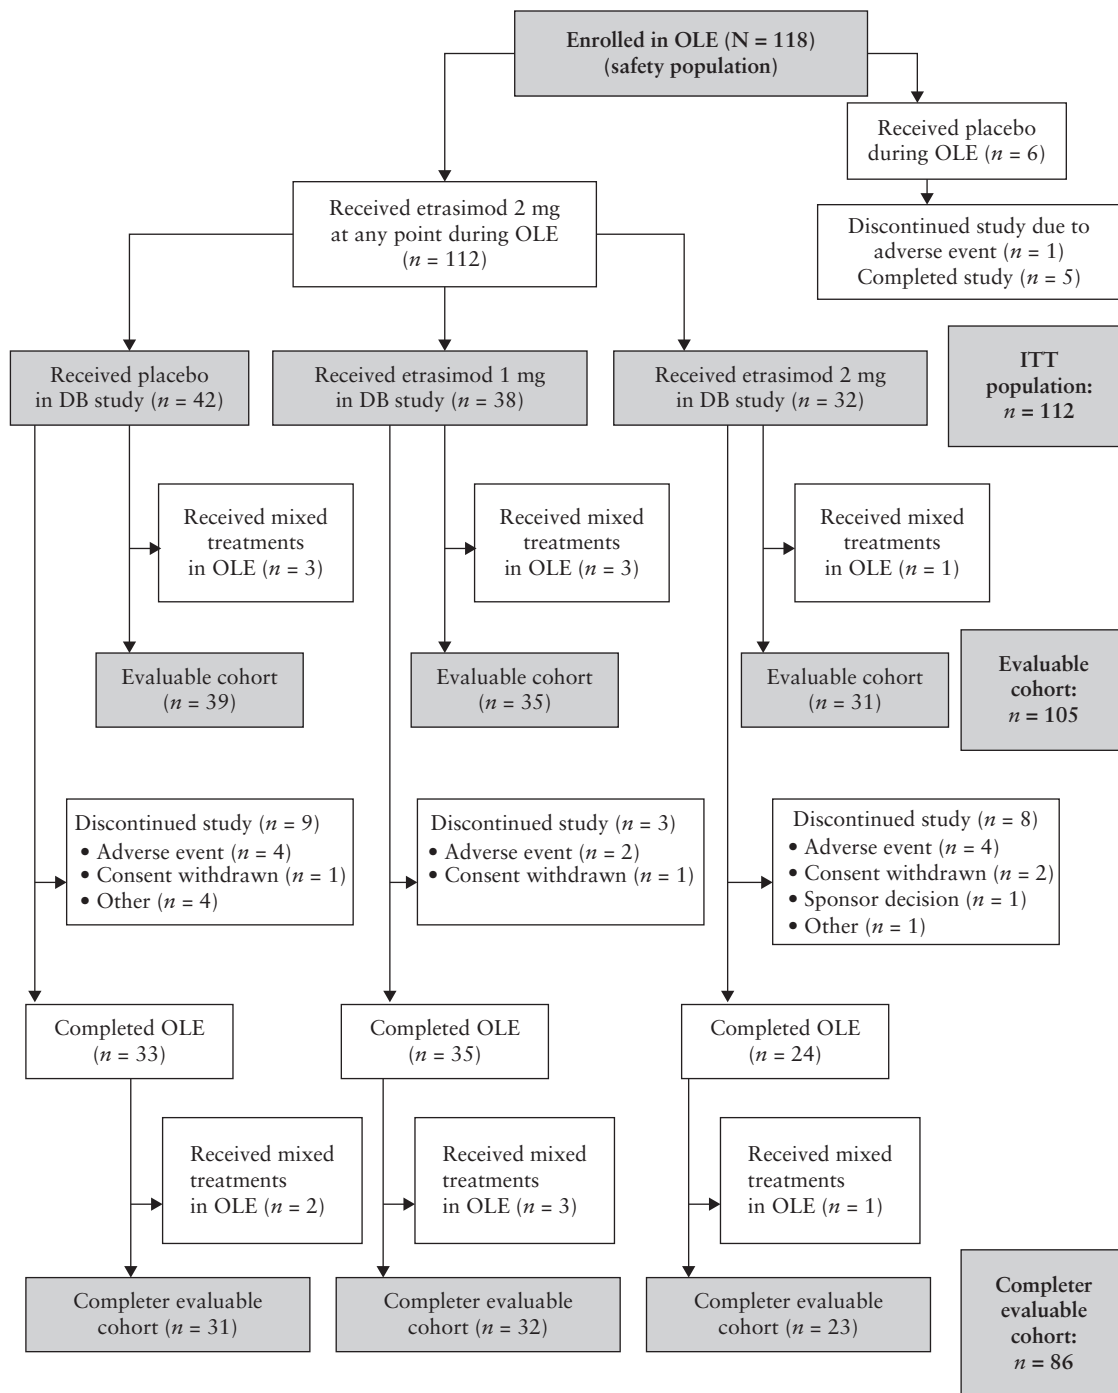 Enrolled in OLE (N = 118)
(safety population)
Received placebo
during OLE (n = 6)
Received etrasimod 2 mg
at any point during OLE
(n = 112)
Discontinued study due to
adverse event (n = 1)
Completed study (n = 5)
Received placebo
in DB study (n = 42)
Received etrasimod 1 mg
in DB study (n = 38)
Received etrasimod 2 mg
in DB study (n = 32)
ITT
population:
n = 112
Received mixed
treatments
in OLE (n = 3)
Received mixed
treatments
in OLE (n = 3)
Received mixed
treatments
in OLE (n = 1)
Evaluable cohort
(n = 39)
Evaluable cohort
(n = 35)
Evaluable cohort
(n = 31)
Evaluable
cohort:
n = 105
Discontinued study (n = 9)
• Adverse event (n = 4)
• Consent withdrawn (n = 1)
• Other (n = 4)
Discontinued study (n = 3)
• Adverse event (n = 2)
• Consent withdrawn (n = 1)
Discontinued study (n = 8)
• Adverse event (n = 4)
• Consent withdrawn (n = 2)
• Sponsor decision (n = 1)
• Other (n = 1)
Completed OLE
(n = 33)
Completed OLE
(n = 35)
Completed OLE
(n = 24)
Received mixed
treatments
in OLE (n = 2)
Received mixed
treatments
in OLE (n = 3)
Received mixed
treatments
in OLE (n = 1)
Completer evaluable
cohort (n = 31)
Completer evaluable
cohort (n = 32)
Completer evaluable
cohort (n = 23)
Completer
evaluable
cohort:
n = 86